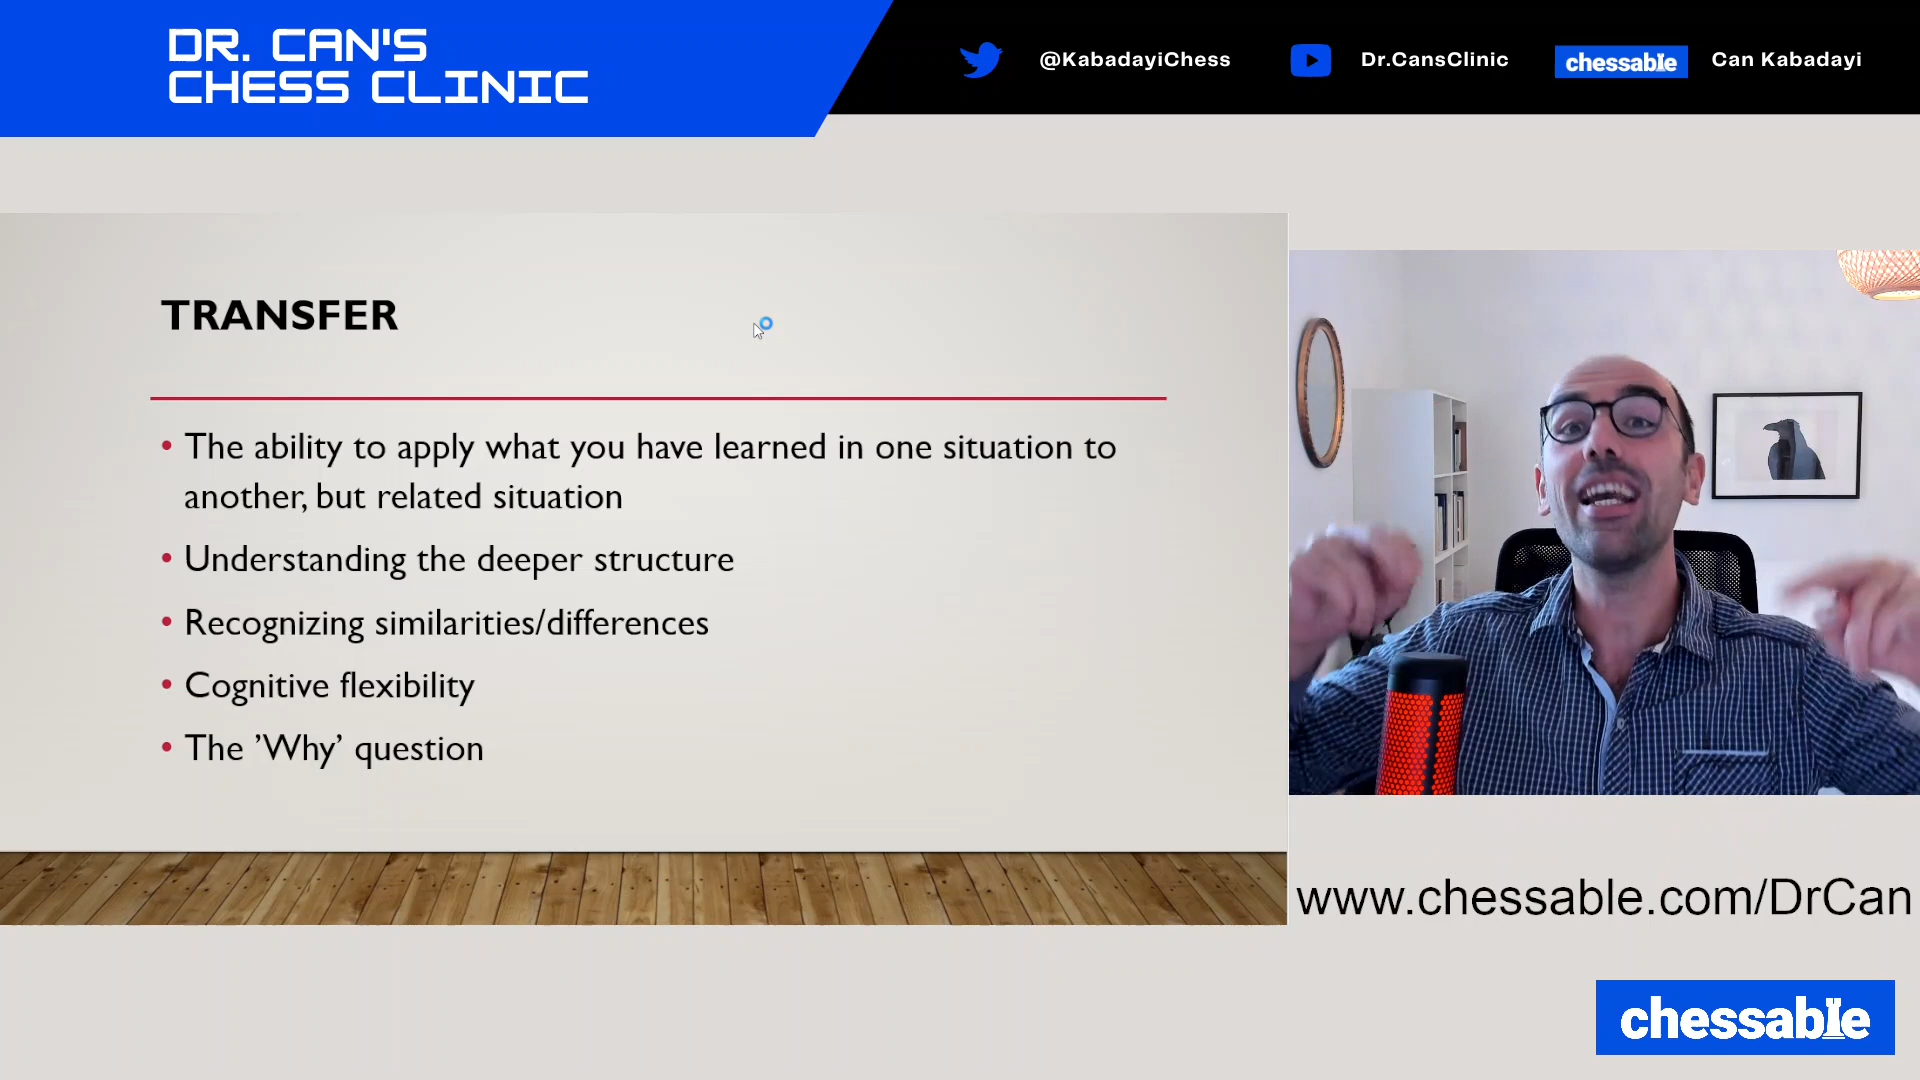 DR. CAN'S
CHESS CLINIC
@KabadayiChess
Dr.CansClinic
chessable
Can Kabadayi
TRANSFER
• The ability to apply what you have learned in one situation to
another, but related situation
• Understanding the deeper structure
• Recognizing similarities/differences
• Cognitive flexibility
• The ’Why’ question
www.chessable.com/DrCan
chessable